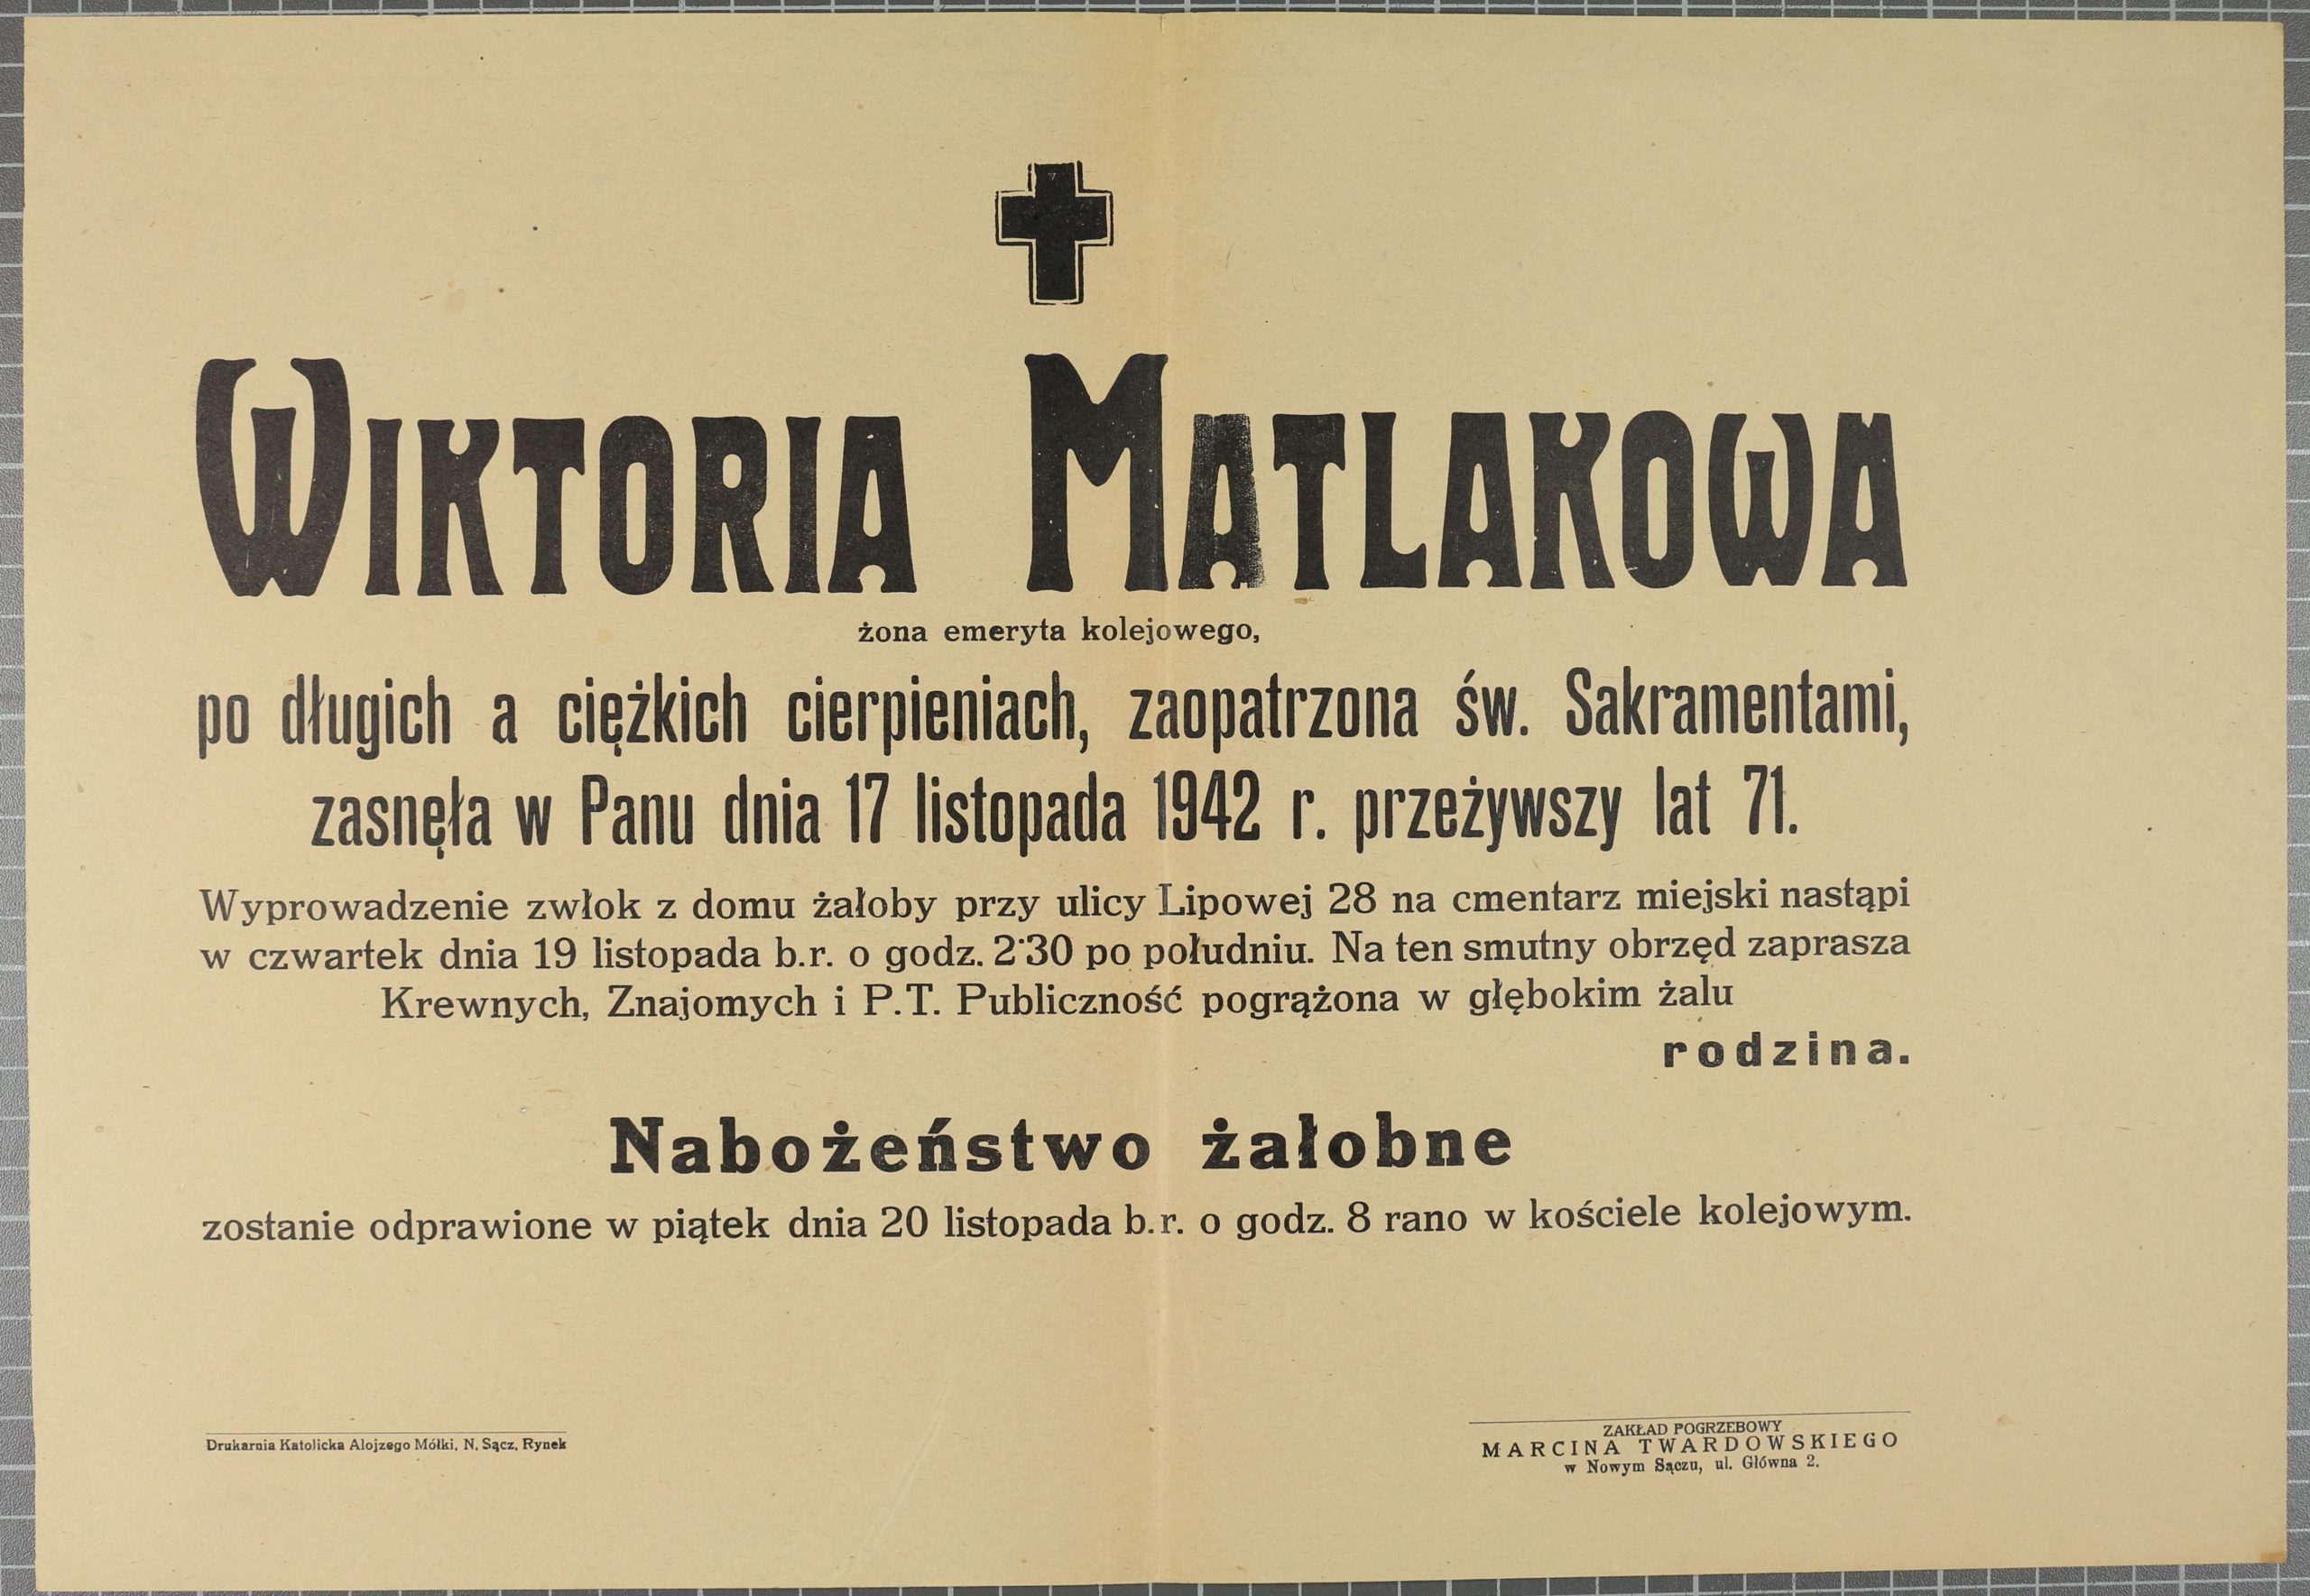 WIKTORIA MATLAKOWA
żona emeryta kolejowego,
po długich a ciężkich cierpieniach, zaopatrzona św. Sakramentami,
zasnęła w Panu dnia 17 listopada 1942 r. przeżywszy lat 71.
Wyprowadzenie zwłok z domu żałoby przy ulicy Lipowej 28 na cmentarz miejski nastąpi
w czwartek dnia 19 listopada b.r. o godz. 2·30 po południu. Na ten smutny obrzęd zaprasza
Krewnych, Znajomych i P.T. Publiczność pogrążona w głębokim żalu
rodzina.
Nabożeństwo żałobne
zostanie odprawione w piątek dnia 20 listopada b.r. o godz. 8 rano w kościele kolejowym.
Drukarnia Katolicka Alojzego Mółki, N. Sącz, Rynek
ZAKŁAD POGRZEBOWY
MARCINA TWARDOWSKIEGO
w Nowym Sączu, ul. Główna 2.